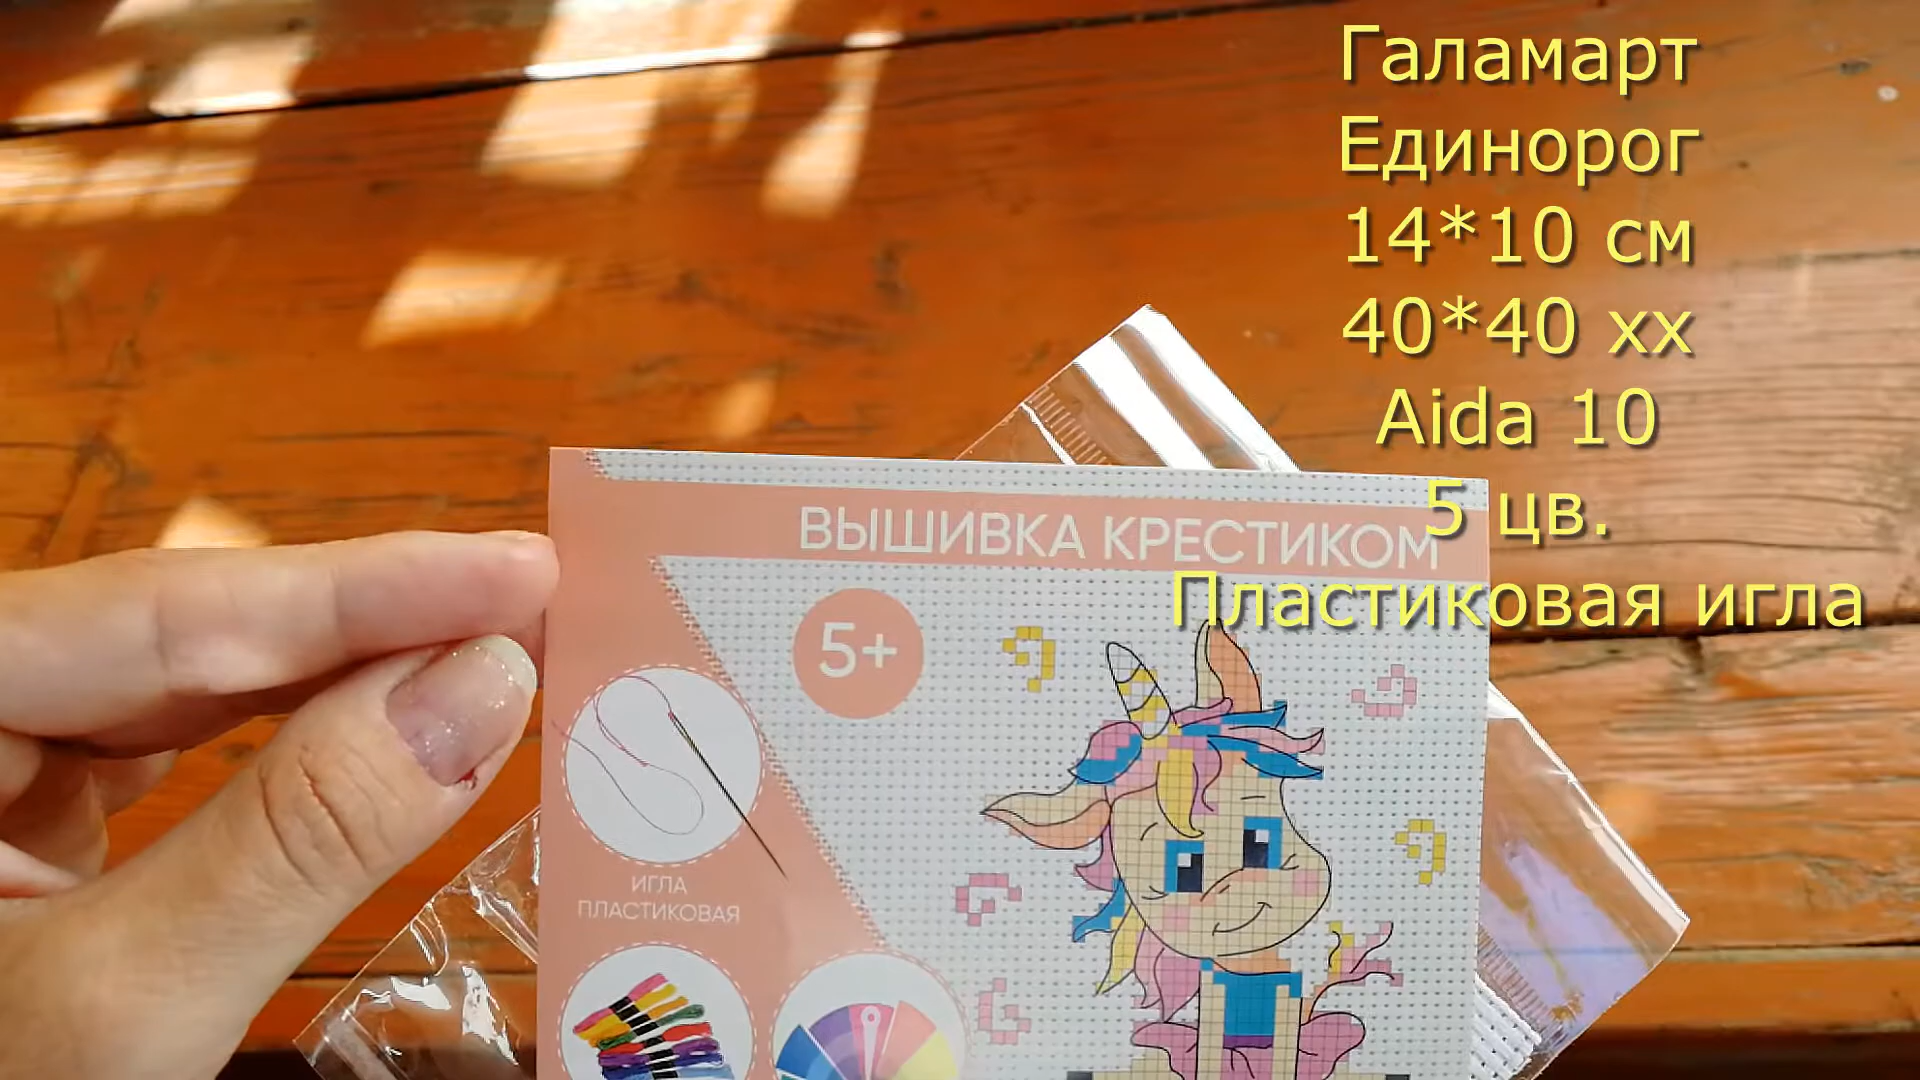 Галамарт
Единорог
14*10 см
40*40 хх
Aida 10
5 цв.
Пластиковая игла
ВЫШИВКА КРЕСТИКОМ
5+
ИГЛА
ПЛАСТИКОВАЯ